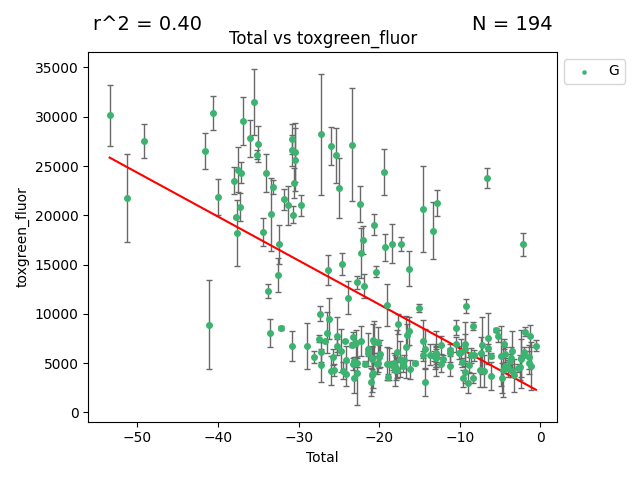 r^2 = 0.40
N = 194
Total vs toxgreen_fluor
G
35000
30000
25000
20000
15000
10000
5000
0
toxgreen_fluor
−50
−40
−30
−20
−10
0
Total